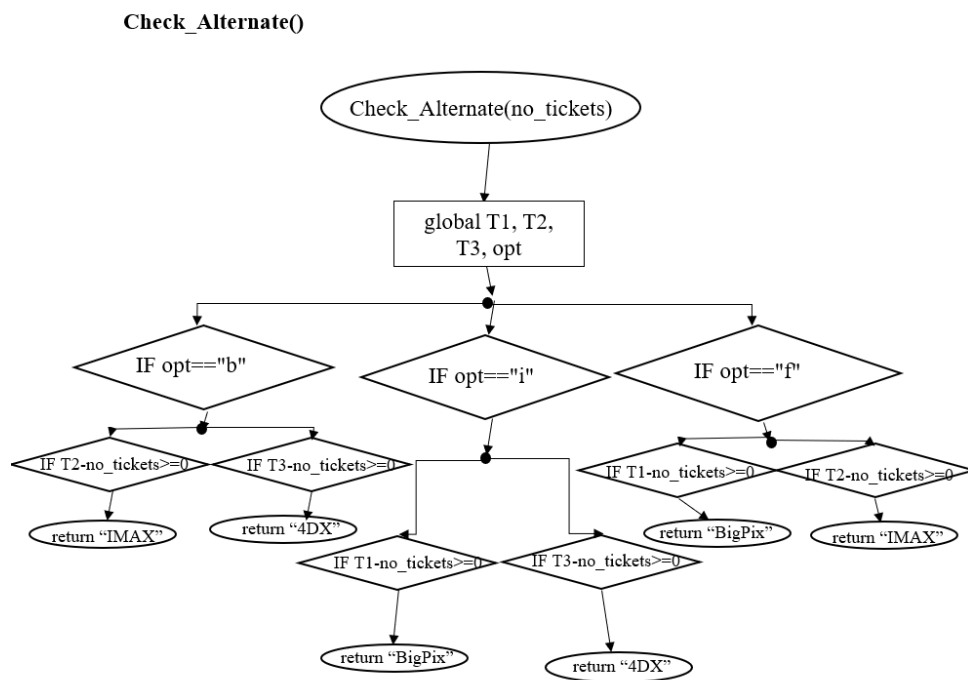 Check_Alternate()
Check_Alternate(no_tickets)
global T1, T2,
T3, opt
IF opt=="b"
IF opt=="i"
IF opt=="f"
IF T2-no_tickets>=0
IF T3-no_tickets>=0
IF T1-no_tickets>=0
IF T2-no_tickets>=0
return “IMAX”
return “4DX”
return “BigPix”
return “IMAX”
IF T1-no_tickets>=0
IF T3-no_tickets>=0
return “BigPix”
return “4DX”